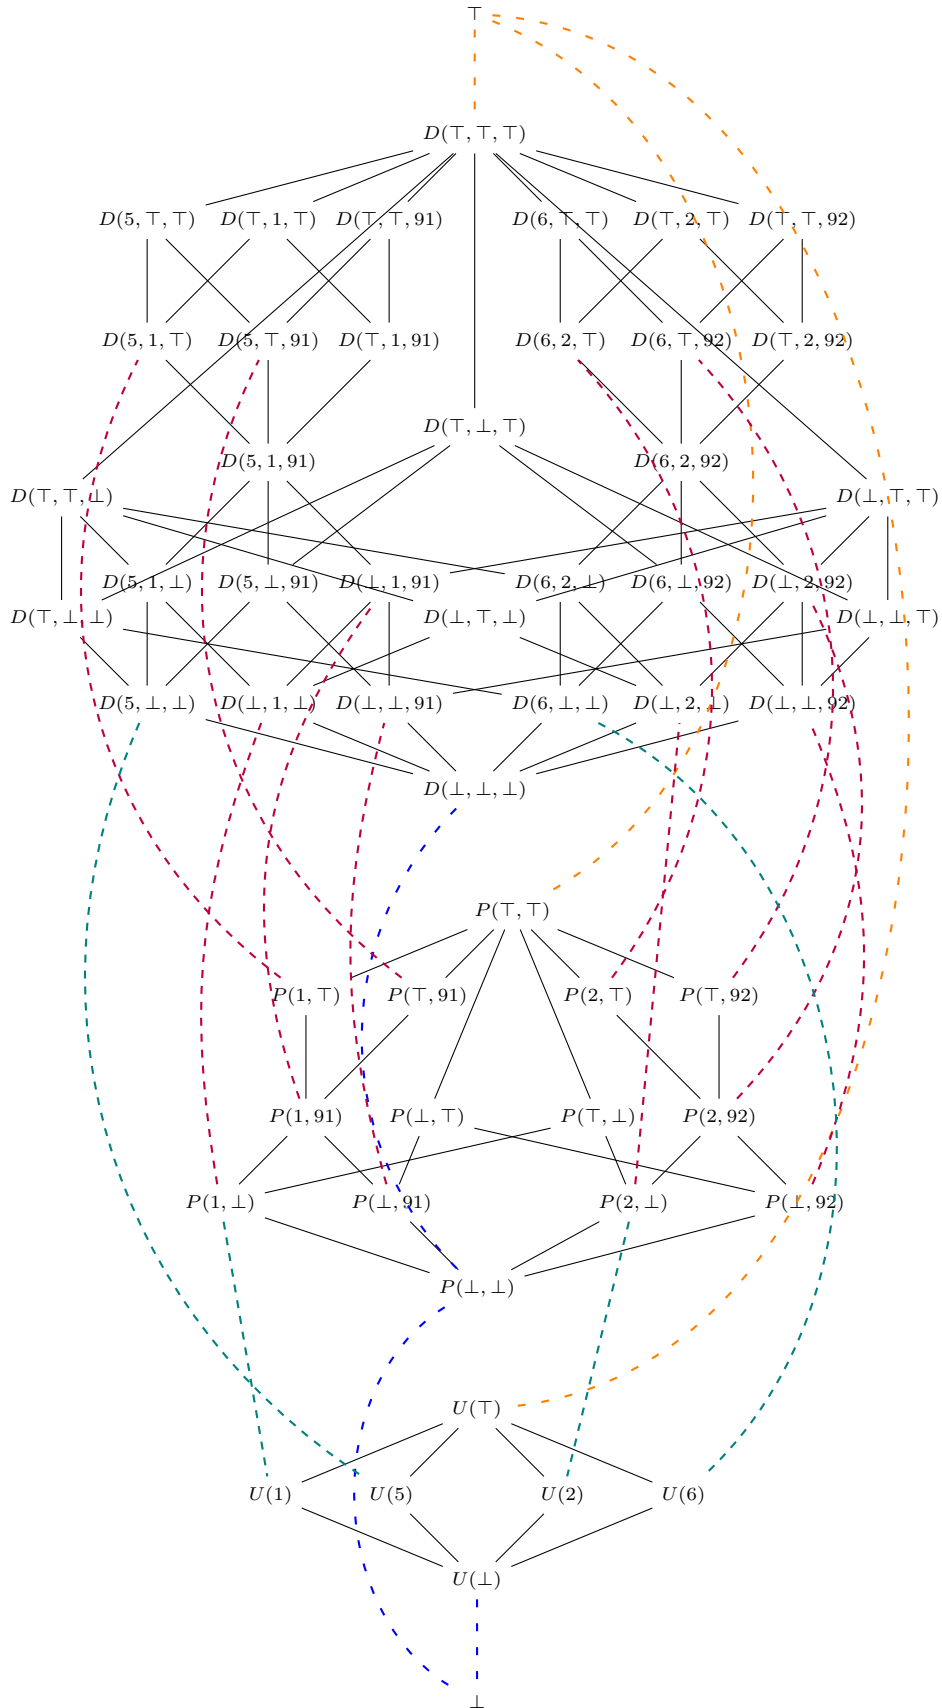 ⊤
D(⊤, ⊤, ⊤)
D(5, ⊤, ⊤) D(⊤, 1, ⊤) D(⊤, ⊤, 91) D(6, ⊤, ⊤) D(⊤, 2, ⊤) D(⊤, ⊤, 92)
D(5, 1, ⊤) D(5, ⊤, 91) D(⊤, 1, 91) D(6, 2, ⊤) D(6, ⊤, 92) D(⊤, 2, 92)
D(⊤, ⊥, ⊤)
D(5, 1, 91) D(6, 2, 92)
D(⊤, ⊤, ⊥) D(⊥, ⊤, ⊤)
D(5, 1, ⊥) D(5, ⊥, 91) D(⊥, 1, 91) D(6, 2, ⊥) D(6, ⊥, 92) D(⊥, 2, 92)
D(⊤, ⊥, ⊥) D(⊥, ⊤, ⊥) D(⊥, ⊥, ⊤)
D(5, ⊥, ⊥) D(⊥, 1, ⊥) D(⊥, ⊥, 91) D(6, ⊥, ⊥) D(⊥, 2, ⊥) D(⊥, ⊥, 92)
D(⊥, ⊥, ⊥)
P(⊤, ⊤)
P(1, ⊤) P(⊤, 91) P(2, ⊤) P(⊤, 92)
P(1, 91) P(⊥, ⊤) P(⊤, ⊥) P(2, 92)
P(1, ⊥) P(⊥, 91) P(2, ⊥) P(⊥, 92)
P(⊥, ⊥)
U(⊤)
U(1) U(5) U(2) U(6)
U(⊥)
⊥